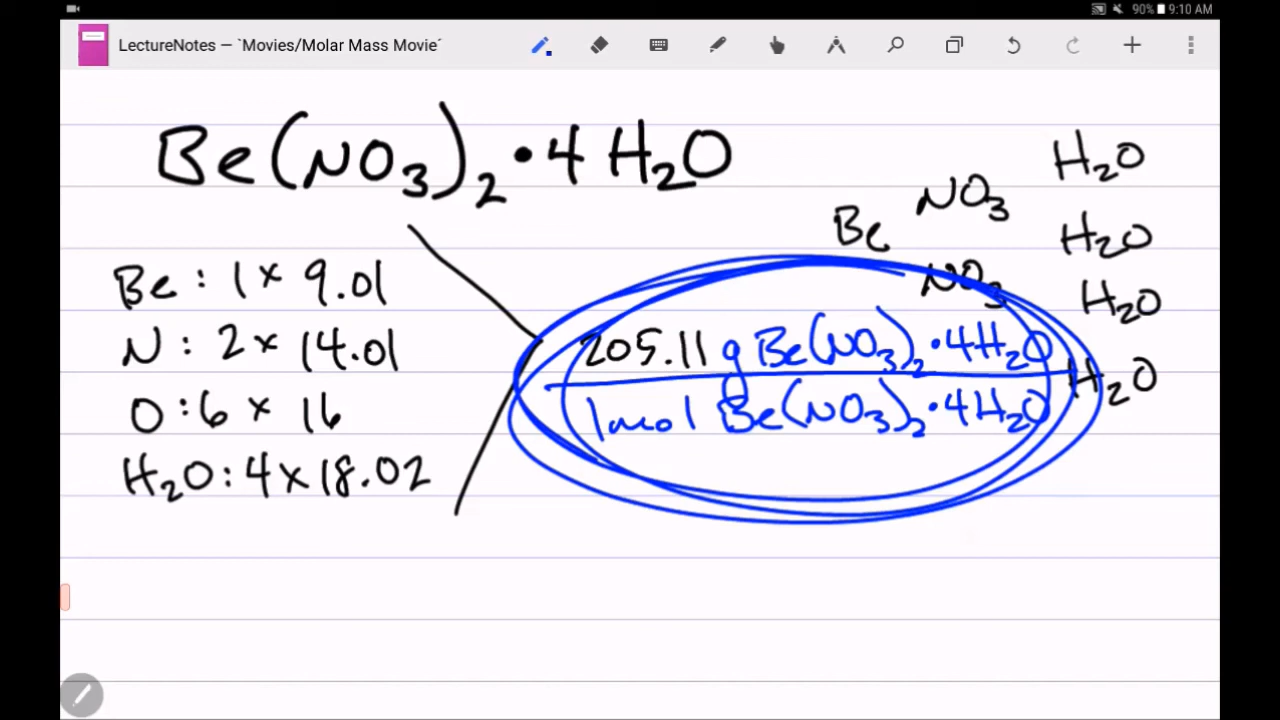 90% 9:10 AM
LectureNotes – `Movies/Molar Mass Movie´
Be(NO₃)₂•4H₂O
Be NO₃ H₂O
NO₃ H₂O
H₂O
H₂O
Be : 1 × 9.01
N : 2 × 14.01
O : 6 × 16
H₂O : 4 × 18.02
205.11 g Be(NO₃)₂•4H₂O
1 mol Be(NO₃)₂•4H₂O